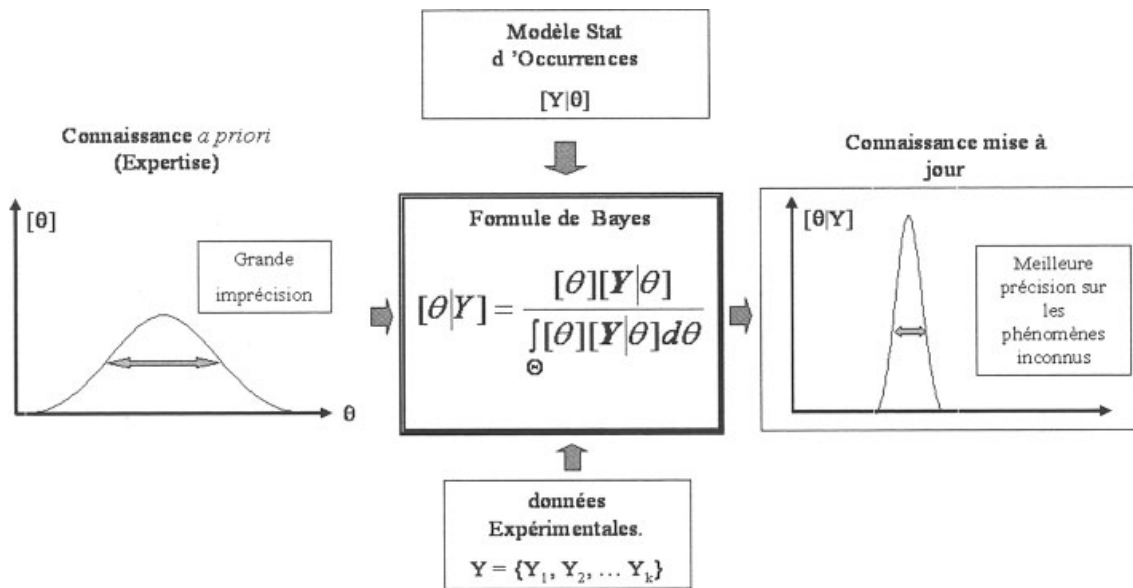 Modèle Stat
d ’Occurrences
[Y|θ]
Connaissance a priori
(Expertise)
[θ]
Grande
imprécision
θ
Formule de Bayes
[θ|Y] = [θ][Y|θ] / ∫[θ][Y|θ]dθ
Θ
Connaissance mise à
jour
[θ|Y]
Meilleure
précision sur
les
phénomènes
inconnus
données
Expérimentales.
Y = {Y₁, Y₂, … Yₖ}